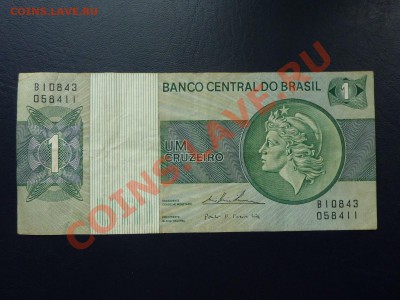 COINS.LAVE.RU
B10843
058411
BANCO CENTRAL DO BRASIL
1
1
UM
CRUZEIRO
B10843
058411
COINS.LAVE.RU